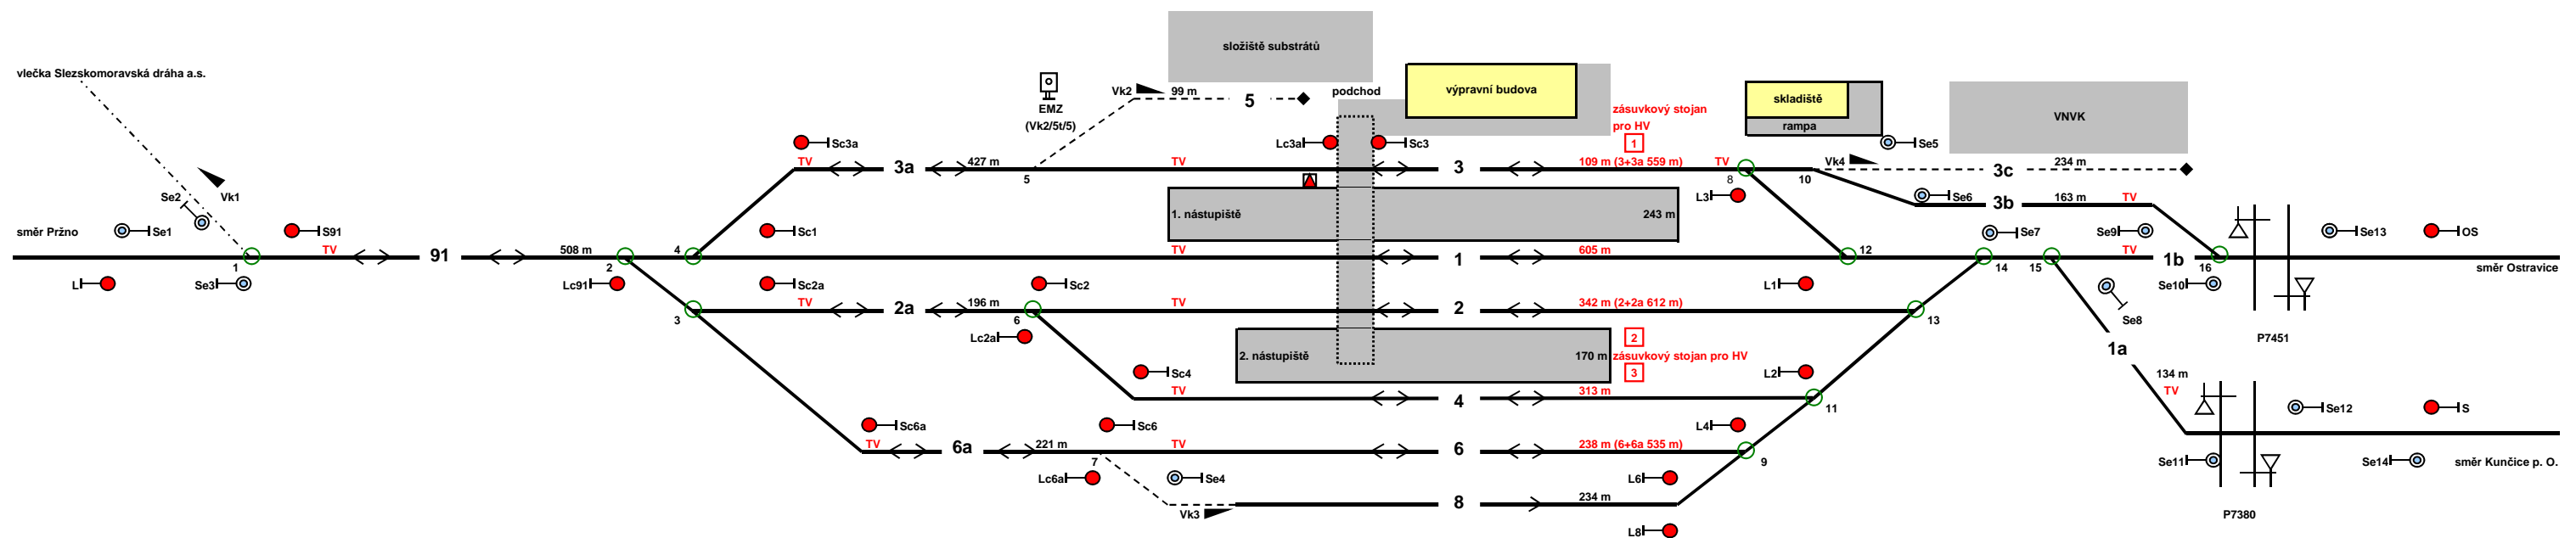 složiště substrátů
vlečka Slezskomoravská dráha a.s.
EMZ
(Vk2/5t/5)
Vk2
99 m
5
podchod
výpravní budova
zásuvkový stojan
pro HV
1
skladiště
rampa
VNVK
Sc3a
Lc3a
Sc3
Se5
TV
3a
427 m
5
TV
3
109 m (3+3a 559 m)
TV
8
10
Vk4
3c
234 m
Se2
Vk1
L3
Se6
3b
163 m
TV
1. nástupiště
243 m
směr Pržno
Se1
S91
Sc1
Se7
Se9
Se13
OS
1
TV
91
508 m
2
4
TV
1
605 m
12
14
15
TV
1b
16
směr Ostravice
L
Se3
Lc91
Sc2a
Sc2
L1
Se10
3
TV
2a
196 m
6
TV
2
342 m (2+2a 612 m)
13
Se8
Lc2a
2
P7451
2. nástupiště
170 m
zásuvkový stojan pro HV
3
1a
Sc4
L2
134 m
TV
TV
4
313 m
11
Se12
S
Sc6a
Sc6
L4
TV
6a
221 m
7
TV
6
238 m (6+6a 535 m)
9
Se11
Se14
směr Kunčice p. O.
Lc6a
Se4
L6
Vk3
8
234 m
P7380
L8